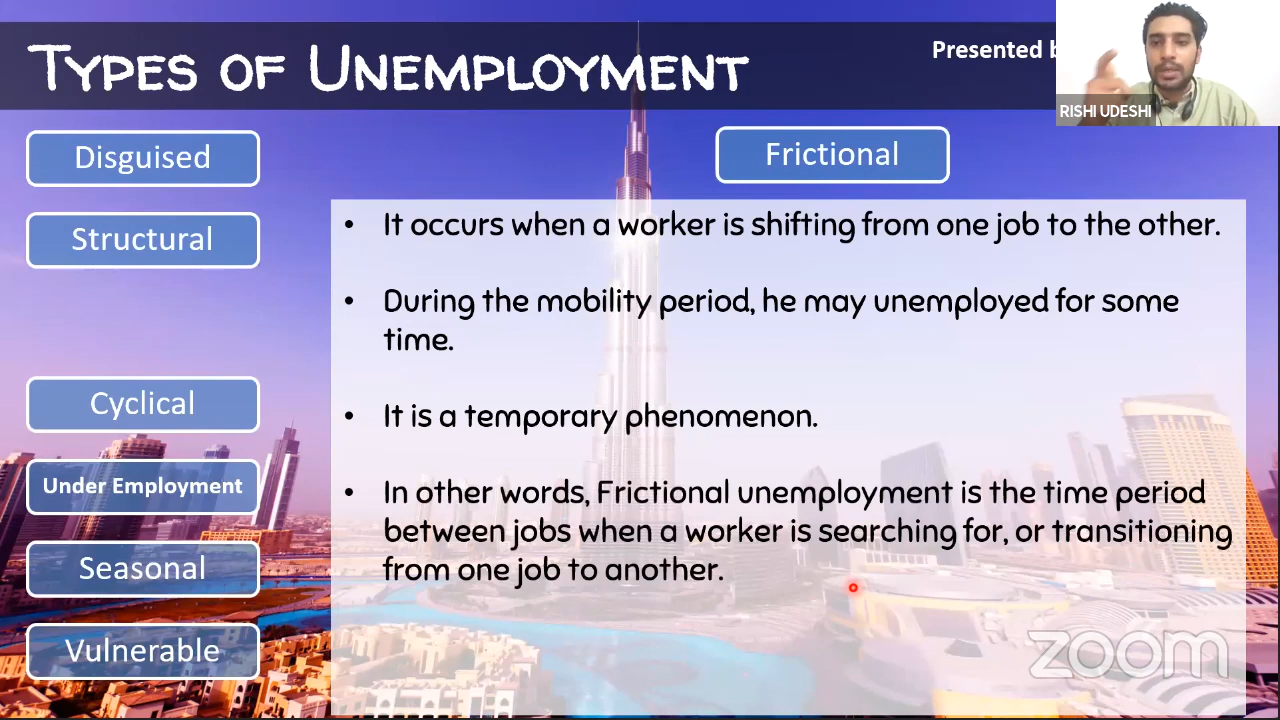 TYPES OF UNEMPLOYMENT
Presented b
RISHI UDESHI
Disguised
Structural
Cyclical
Under Employment
Seasonal
Vulnerable
Frictional
• It occurs when a worker is shifting from one job to the other.
• During the mobility period, he may unemployed for some
time.
• It is a temporary phenomenon.
• In other words, Frictional unemployment is the time period
between jobs when a worker is searching for, or transitioning
from one job to another.
zoom